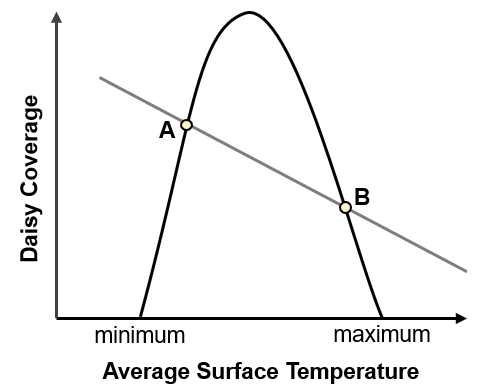 Daisy Coverage
A
B
minimum
maximum
Average Surface Temperature